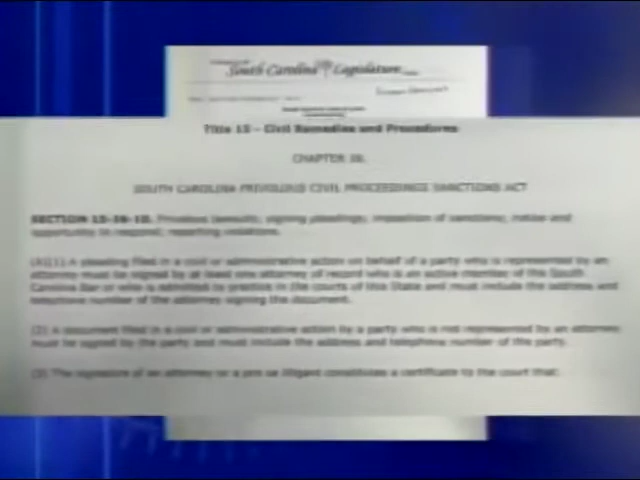 South Carolina Legislature
Title 15 - Civil Remedies and Procedures
CHAPTER 36.
SOUTH CAROLINA FRIVOLOUS CIVIL PROCEEDINGS SANCTIONS ACT
SECTION 15-36-10. Frivolous lawsuits; signing pleadings; imposition of sanctions; notice and
opportunity to respond; reporting violations.
(A)(1) A pleading filed in a civil or administrative action on behalf of a party who is represented by an
attorney must be signed by at least one attorney of record who is an active member of the South
Carolina Bar or who is admitted to practice in the courts of this State and must include the address and
telephone number of the attorney signing the document.
(2) A document filed in a civil or administrative action by a party who is not represented by an attorney
must be signed by the party and must include the address and telephone number of the party.
(3) The signature of an attorney or a pro se litigant constitutes a certificate to the court that: